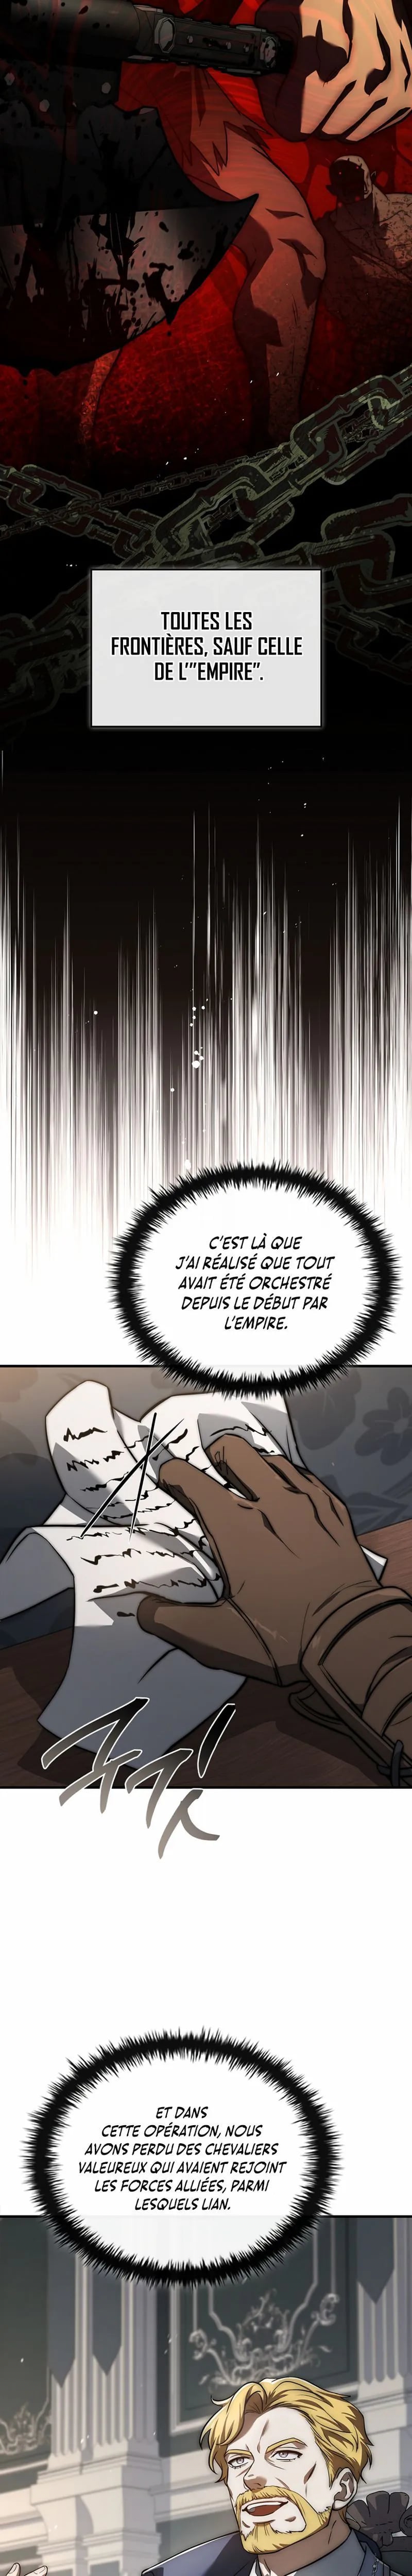 TOUTES LES
FRONTIÈRES, SAUF CELLE
DE L'"EMPIRE".
C'EST LÀ QUE
J'AI RÉALISÉ QUE TOUT
AVAIT ÉTÉ ORCHESTRÉ
DEPUIS LE DÉBUT PAR
L'EMPIRE.
ET DANS
CETTE OPÉRATION, NOUS
AVONS PERDU DES CHEVALIERS
VALEUREUX QUI AVAIENT REJOINT
LES FORCES ALLIÉES, PARMI
LESQUELS LIAN.